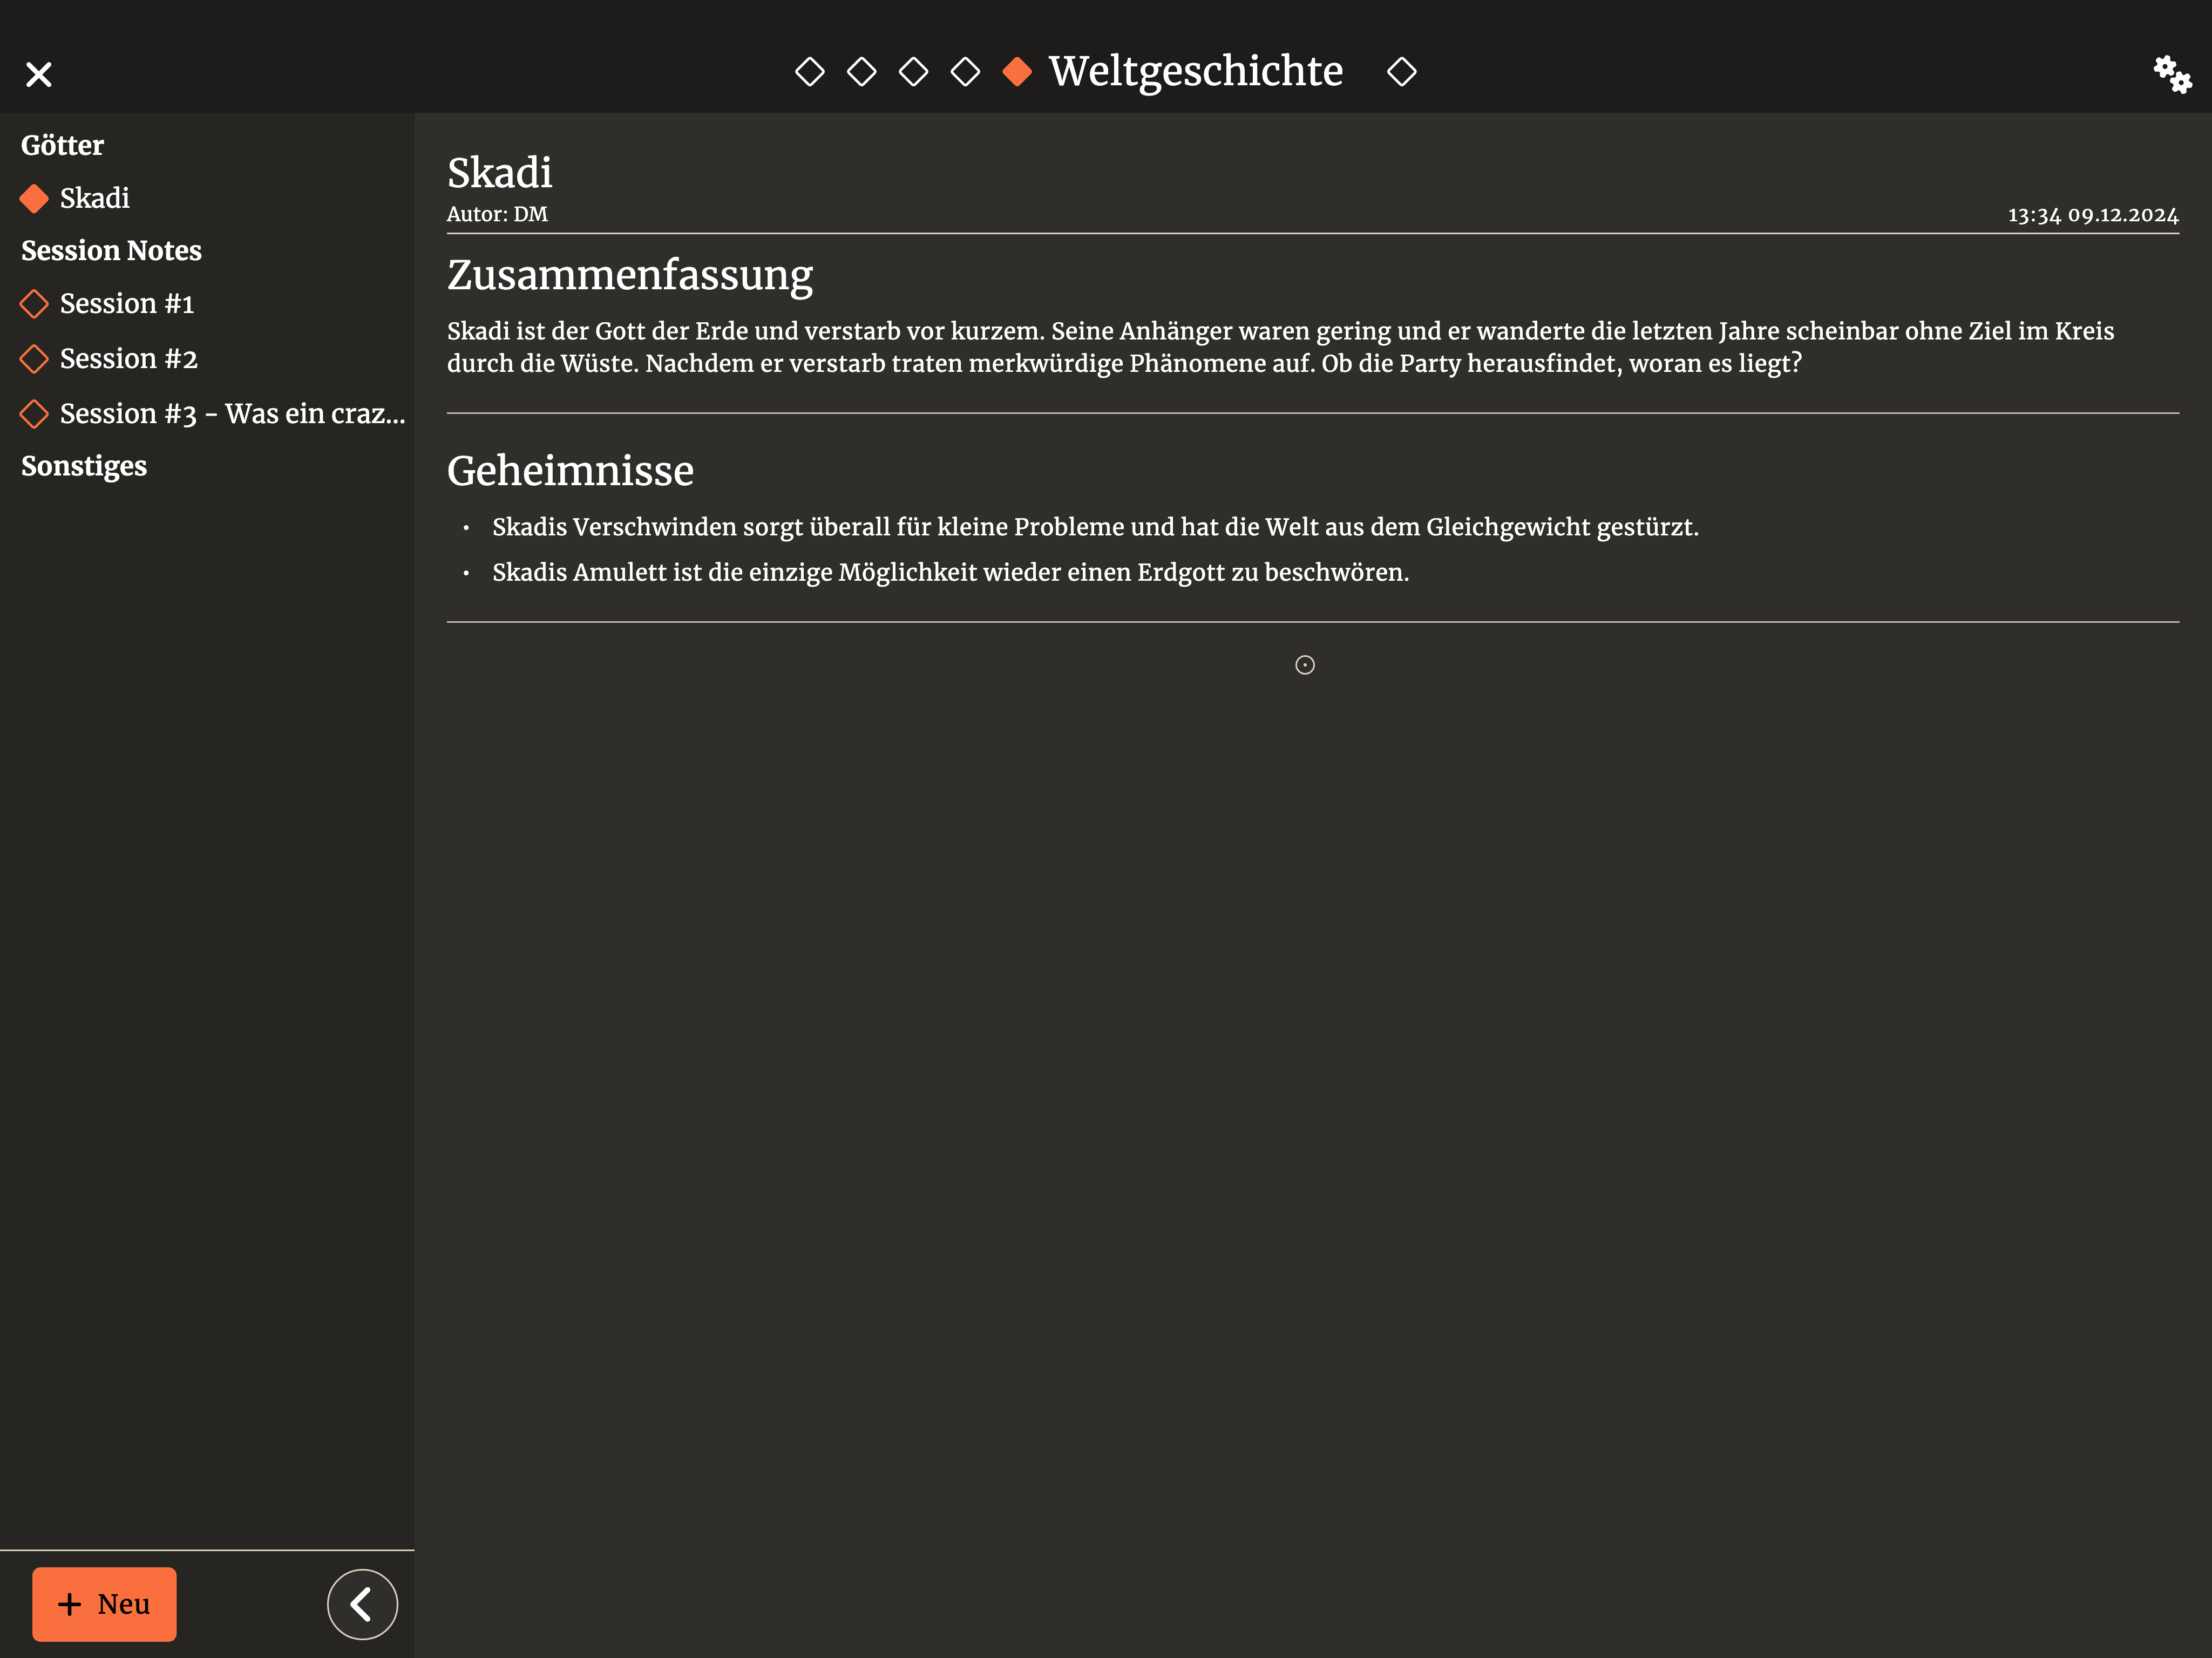 Weltgeschichte
Götter
Skadi
Session Notes
Session #1
Session #2
Session #3 - Was ein craz...
Sonstiges
Skadi
Autor: DM
13:34 09.12.2024
Zusammenfassung
Skadi ist der Gott der Erde und verstarb vor kurzem. Seine Anhänger waren gering und er wanderte die letzten Jahre scheinbar ohne Ziel im Kreis
durch die Wüste. Nachdem er verstarb traten merkwürdige Phänomene auf. Ob die Party herausfindet, woran es liegt?
Geheimnisse
• Skadis Verschwinden sorgt überall für kleine Probleme und hat die Welt aus dem Gleichgewicht gestürzt.
• Skadis Amulett ist die einzige Möglichkeit wieder einen Erdgott zu beschwören.
+ Neu